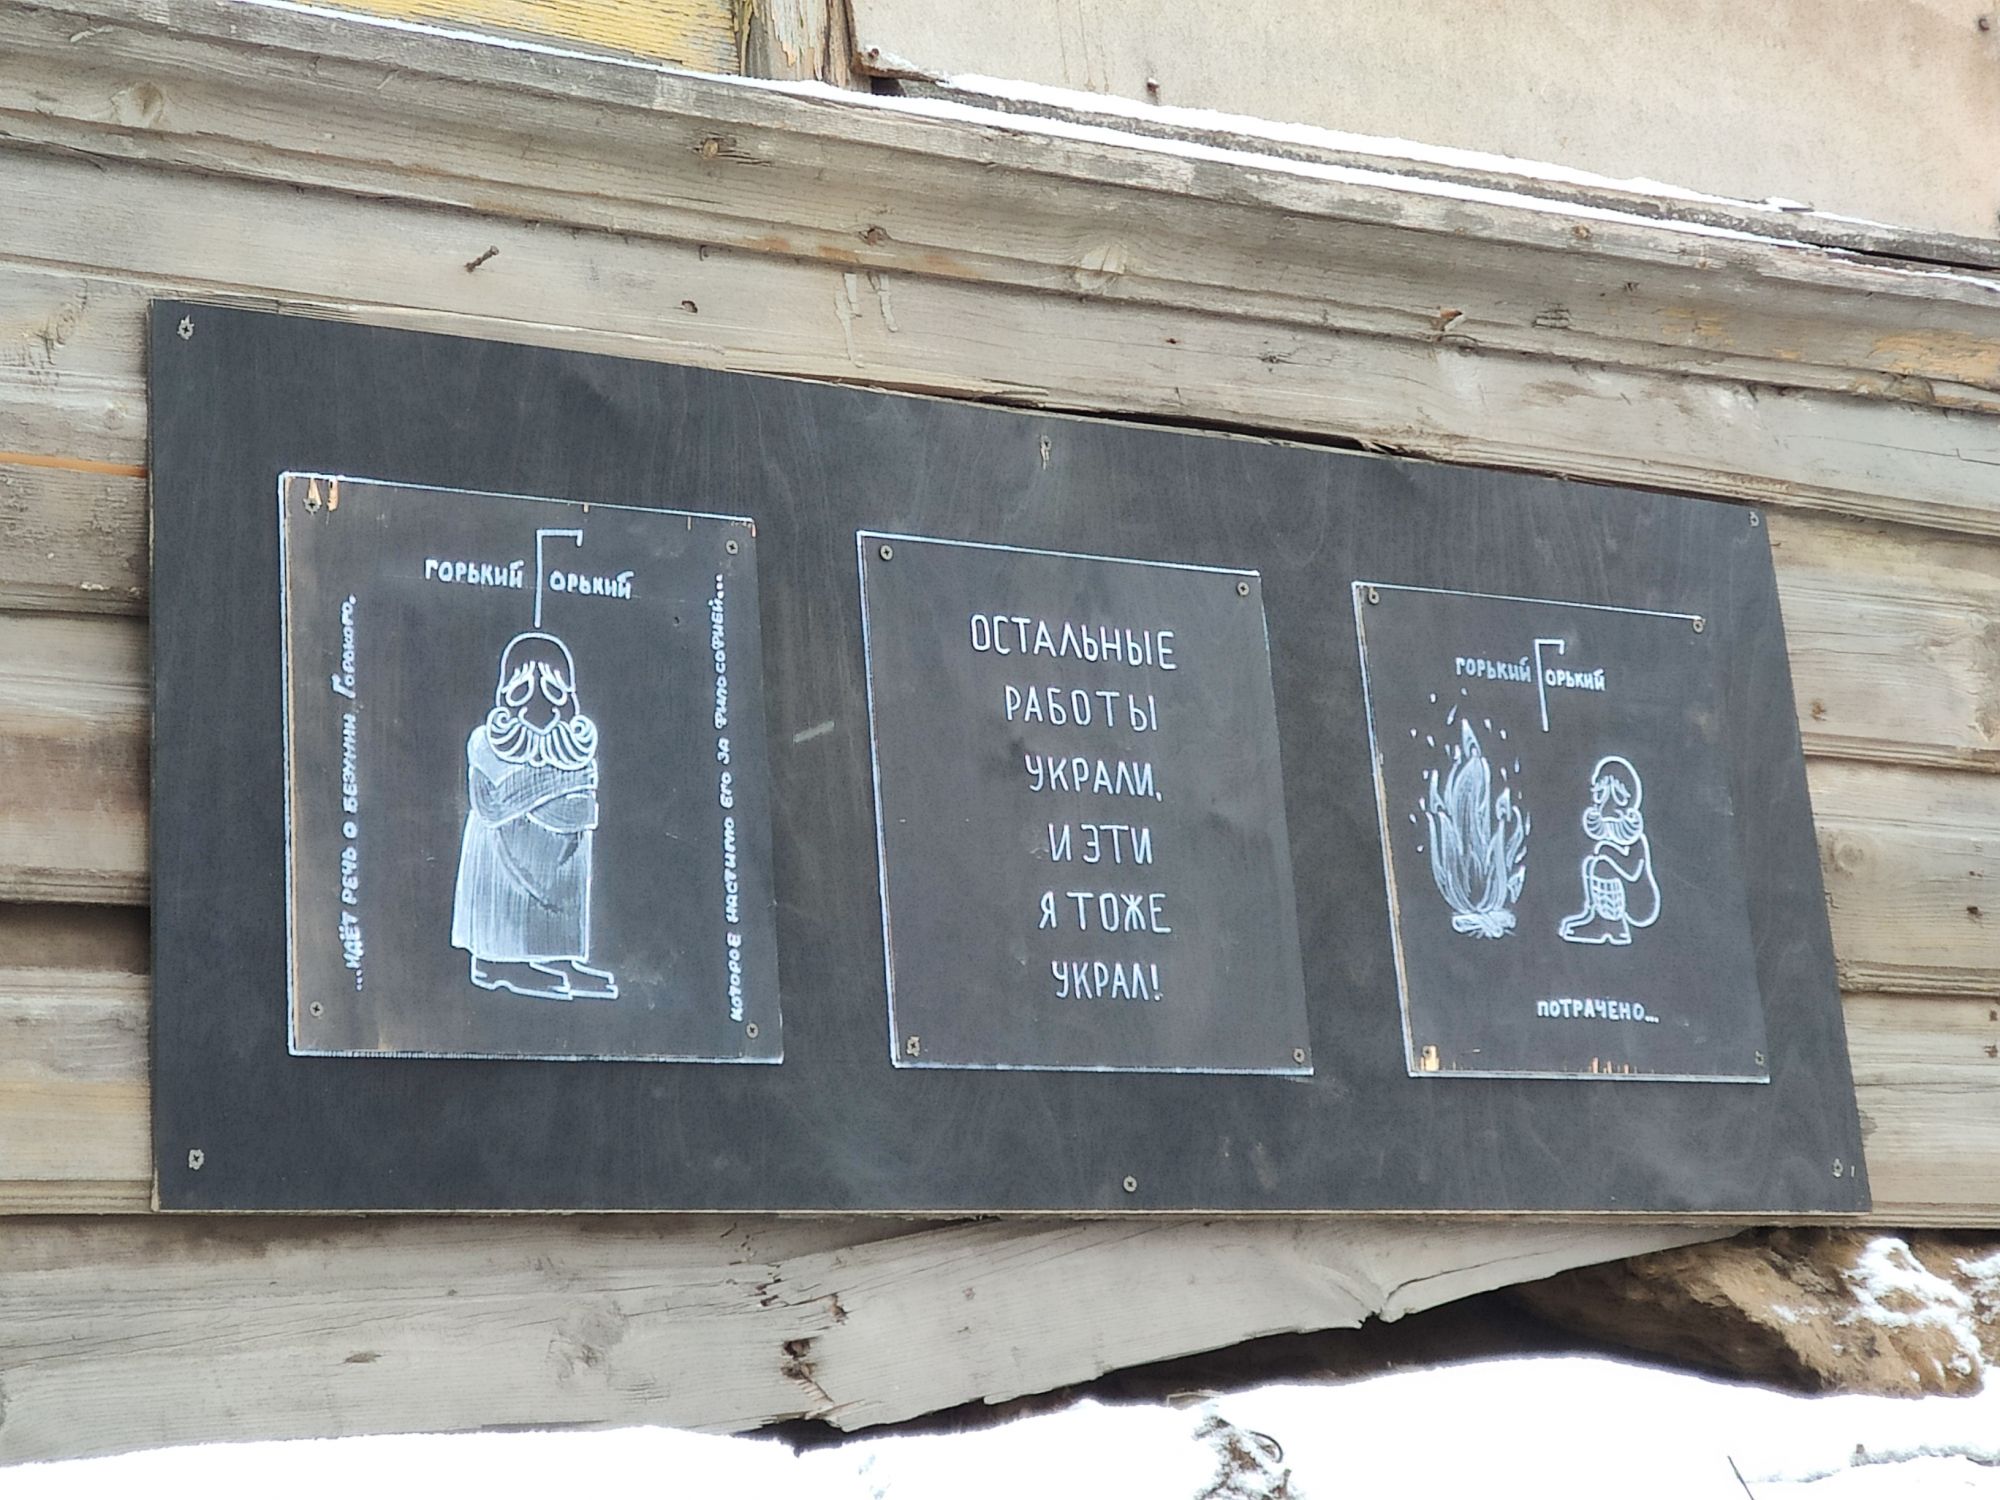 ГОРЬКИЙ ГОРЬКИЙ
...ИДЁТ РЕЧЬ О БЕЗУМИИ ГОРЬКОГО,
КОТОРОЕ НАСТИГЛО ЕГО ЗА ФИЛОСОФИЕЙ...
ОСТАЛЬНЫЕ
РАБОТЫ
УКРАЛИ,
И ЭТИ
Я ТОЖЕ
УКРАЛ!
ГОРЬКИЙ ГОРЬКИЙ
ПОТРАЧЕНО...